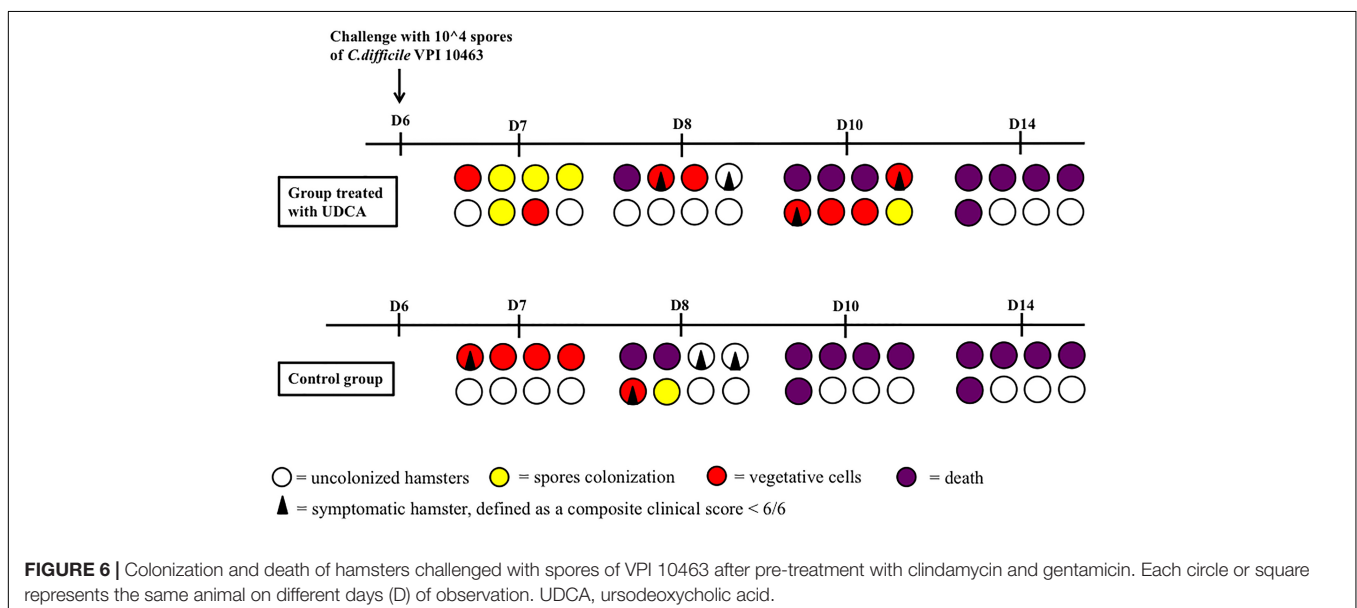 Challenge with 10^4 spores
of C.difficile VPI 10463
D6
D7
D8
D10
D14
Group treated
with UDCA
D6
D7
D8
D10
D14
Control group
= uncolonized hamsters
= spores colonization
= vegetative cells
= death
= symptomatic hamster, defined as a composite clinical score < 6/6
FIGURE 6 | Colonization and death of hamsters challenged with spores of VPI 10463 after pre-treatment with clindamycin and gentamicin. Each circle or square
represents the same animal on different days (D) of observation. UDCA, ursodeoxycholic acid.